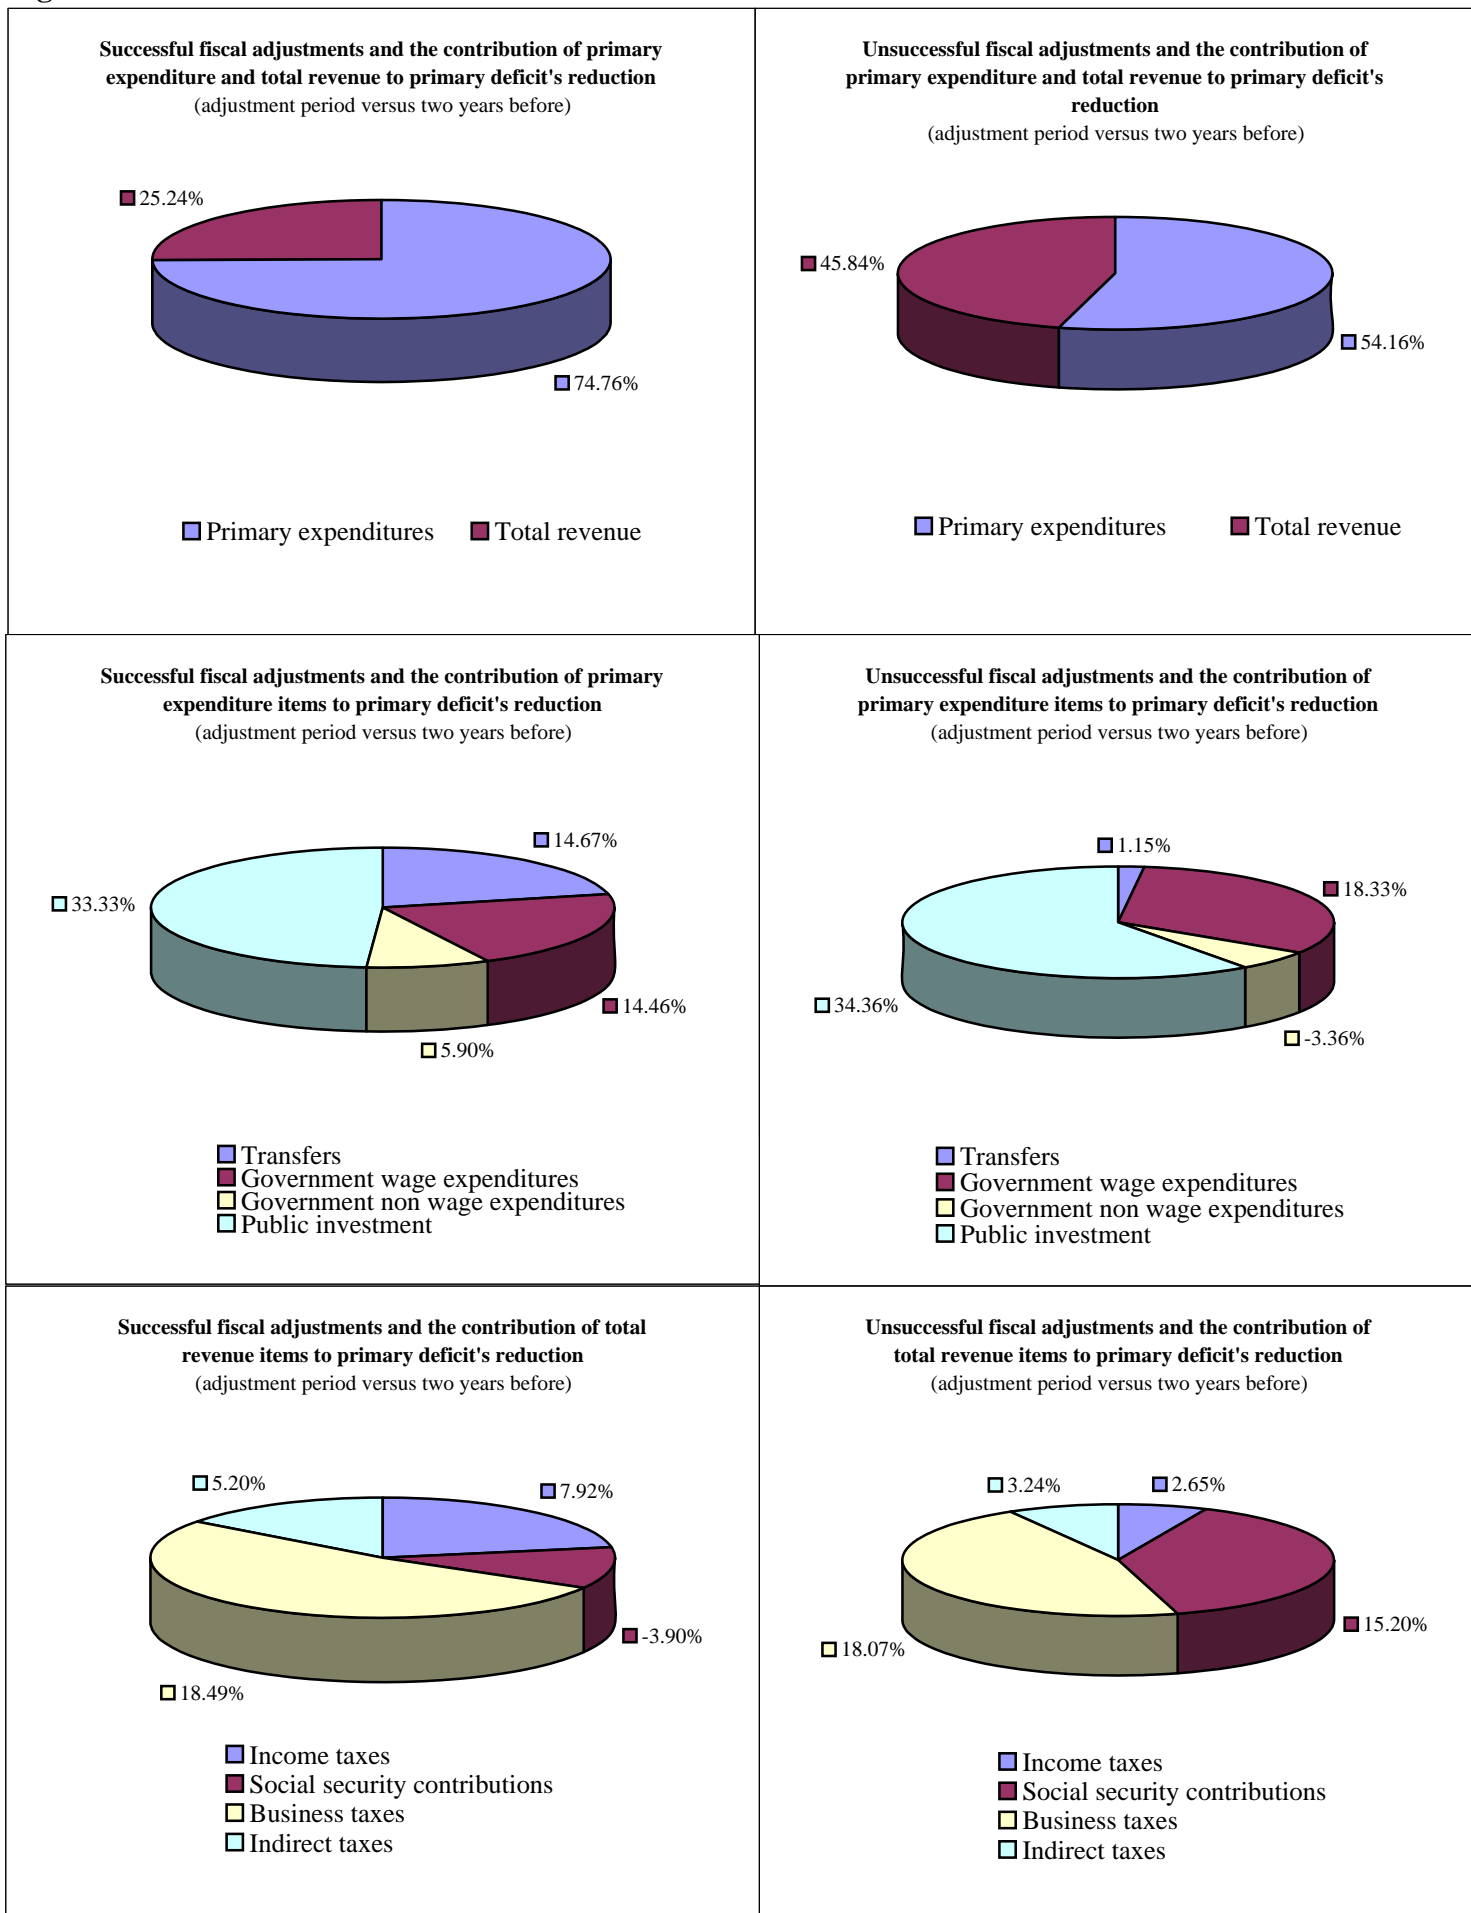 Successful fiscal adjustments and the contribution of primary
expenditure and total revenue to primary deficit's reduction
(adjustment period versus two years before)
25.24%
74.76%
Primary expenditures
Total revenue
Unsuccessful fiscal adjustments and the contribution of
primary expenditure and total revenue to primary deficit's
reduction
(adjustment period versus two years before)
45.84%
54.16%
Primary expenditures
Total revenue
Successful fiscal adjustments and the contribution of primary
expenditure items to primary deficit's reduction
(adjustment period versus two years before)
14.67%
33.33%
14.46%
5.90%
Transfers
Government wage expenditures
Government non wage expenditures
Public investment
Unsuccessful fiscal adjustments and the contribution of
primary expenditure items to primary deficit's reduction
(adjustment period versus two years before)
1.15%
18.33%
34.36%
-3.36%
Transfers
Government wage expenditures
Government non wage expenditures
Public investment
Successful fiscal adjustments and the contribution of total
revenue items to primary deficit's reduction
(adjustment period versus two years before)
5.20%
7.92%
-3.90%
18.49%
Income taxes
Social security contributions
Business taxes
Indirect taxes
Unsuccessful fiscal adjustments and the contribution of
total revenue items to primary deficit's reduction
(adjustment period versus two years before)
3.24%
2.65%
15.20%
18.07%
Income taxes
Social security contributions
Business taxes
Indirect taxes